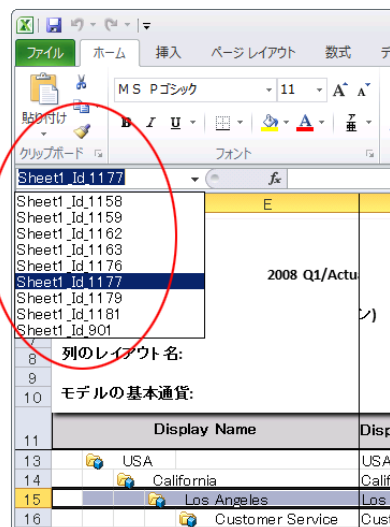 ファイル ホーム 挿入 ページ レイアウト 数式
貼り付け
ＭＳ Ｐゴシック 11 A A
B I U A
クリップボード フォント
Sheet1_Id_1177 fx
Sheet1_Id_1158
Sheet1_Id_1159
Sheet1_Id_1162
Sheet1_Id_1163
Sheet1_Id_1176
Sheet1_Id_1177
Sheet1_Id_1179
Sheet1_Id_1181
Sheet1_Id_901
E
2008 Q1/Actu
ン)
8 列のレイアウト名:
9
10 モデルの基本通貨:
11 Display Name Disp
13 USA USA
14 California Calif
15 Los Angeles Los
16 Customer Service Cust